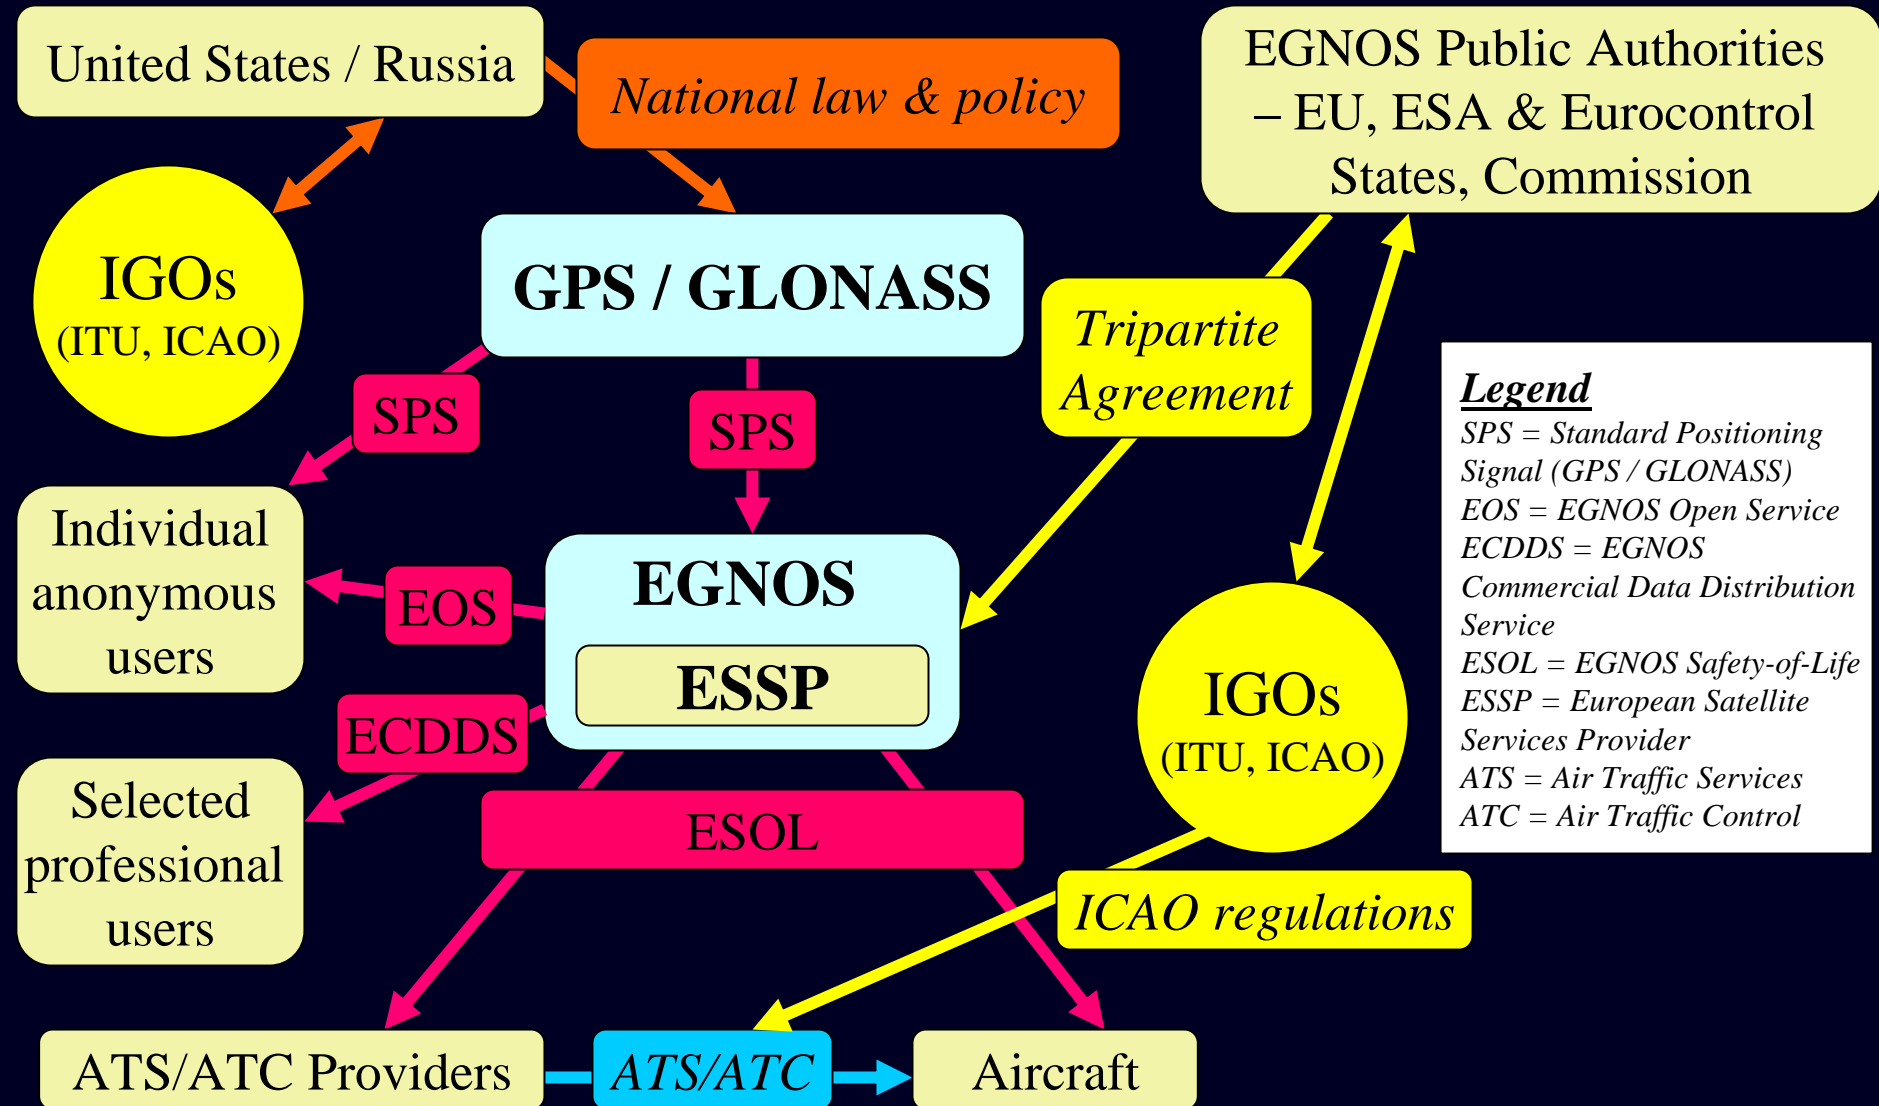 United States / Russia
National law & policy
EGNOS Public Authorities
– EU, ESA & Eurocontrol
States, Commission
IGOs
(ITU, ICAO)
GPS / GLONASS
Tripartite
Agreement
SPS
SPS
Legend
SPS = Standard Positioning
Signal (GPS / GLONASS)
EOS = EGNOS Open Service
ECDDS = EGNOS
Commercial Data Distribution
Service
ESOL = EGNOS Safety-of-Life
ESSP = European Satellite
Services Provider
ATS = Air Traffic Services
ATC = Air Traffic Control
Individual
anonymous
users
EOS
EGNOS
ESSP
IGOs
(ITU, ICAO)
ECDDS
Selected
professional
users
ESOL
ICAO regulations
ATS/ATC Providers
ATS/ATC
Aircraft